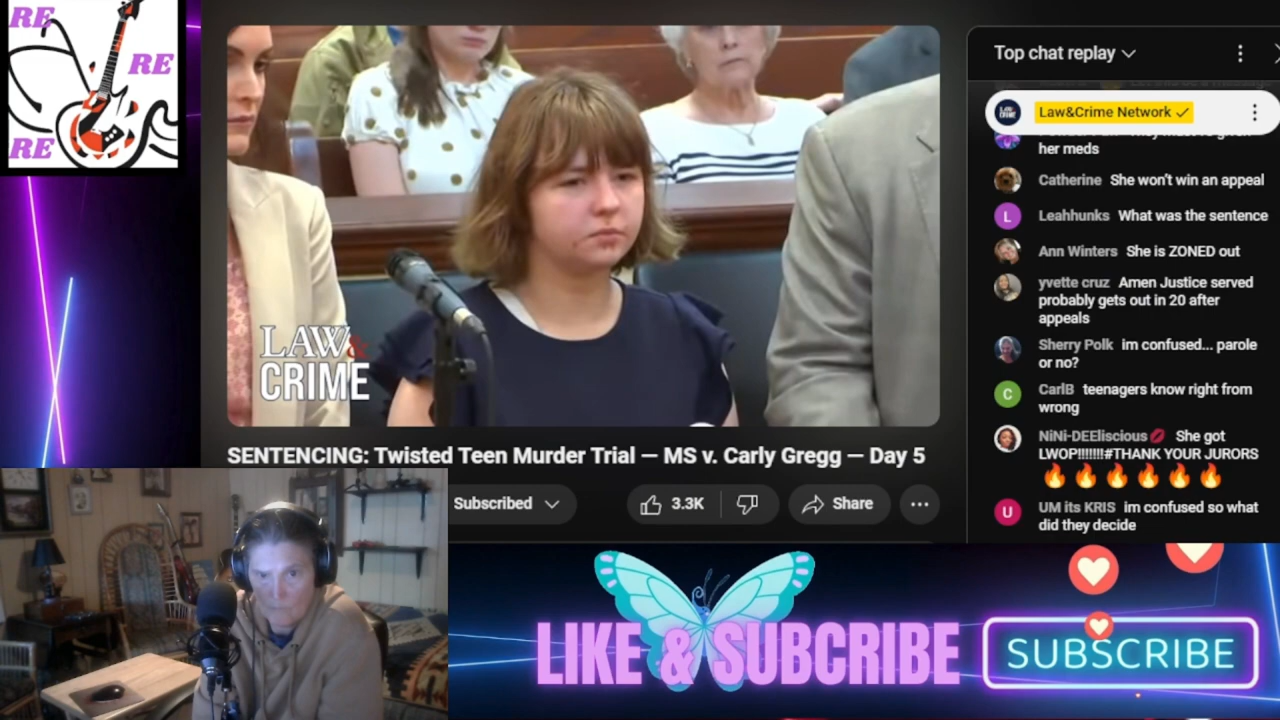 RE
RE
RE
LAW&
CRIME
SENTENCING: Twisted Teen Murder Trial — MS v. Carly Gregg — Day 5
Subscribed
3.3K
Share
Top chat replay
Law&Crime Network
her meds
Catherine She won't win an appeal
Leahhunks What was the sentence
Ann Winters She is ZONED out
yvette cruz Amen Justice served
probably gets out in 20 after
appeals
Sherry Polk im confused... parole
or no?
CarlB teenagers know right from
wrong
NiNi-DEEliscious💋 She got
LWOP!!!!!!!#THANK YOUR JURORS
🔥🔥🔥🔥🔥🔥
UM its KRIS im confused so what
did they decide
LIKE & SUBCRIBE
SUBSCRIBE